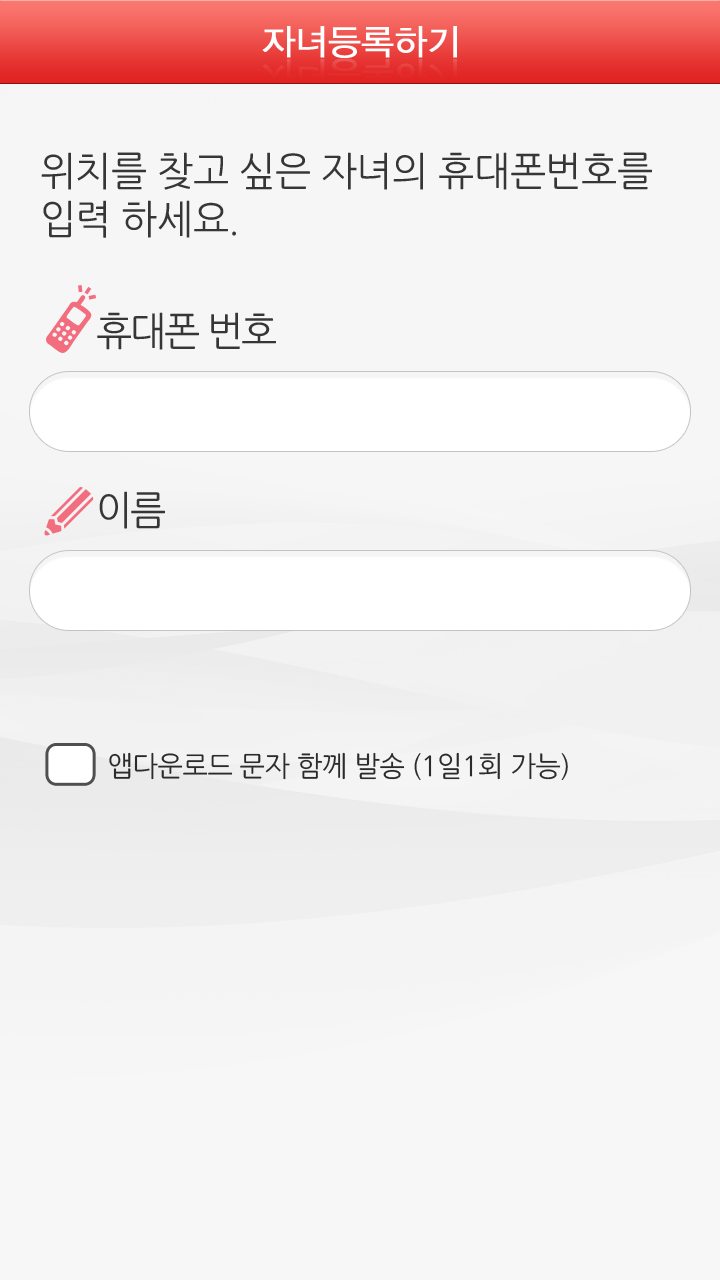 자녀등록하기
위치를 찾고 싶은 자녀의 휴대폰번호를
입력 하세요.
휴대폰 번호
이름
앱다운로드 문자 함께 발송 (1일1회 가능)